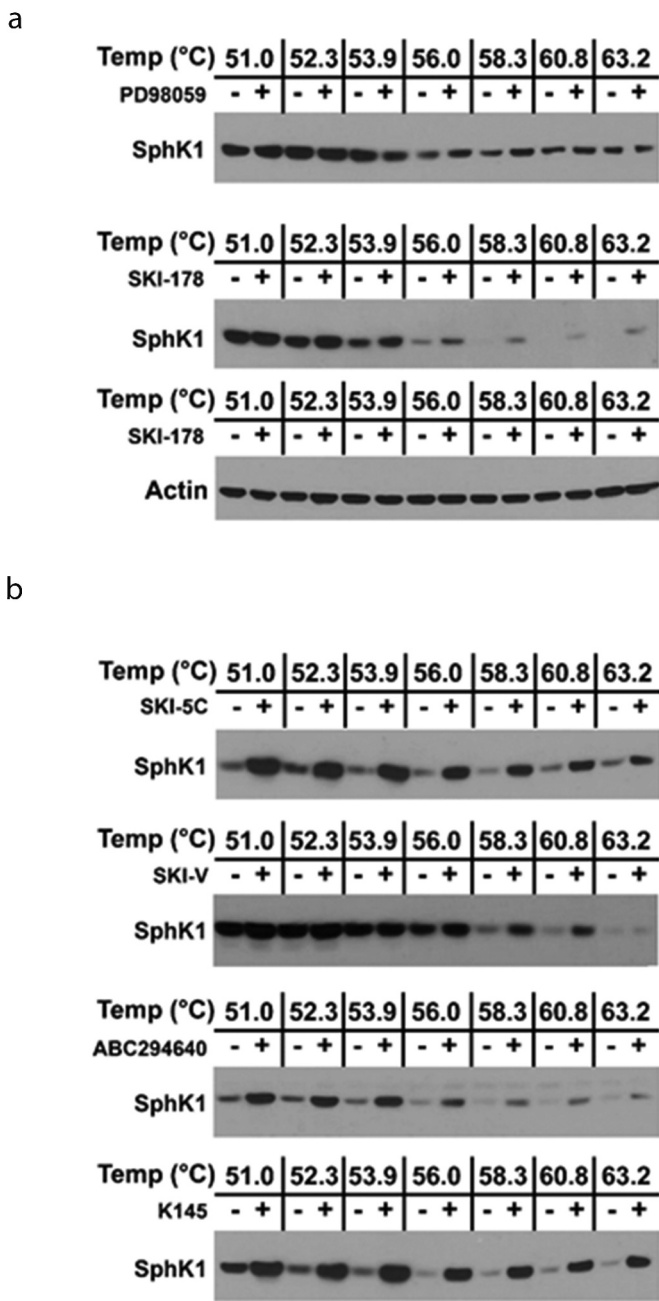 a
Temp (°C) 51.0 52.3 53.9 56.0 58.3 60.8 63.2
PD98059 - + - + - + - + - + - + - +
SphK1
Temp (°C) 51.0 52.3 53.9 56.0 58.3 60.8 63.2
SKI-178 - + - + - + - + - + - + - +
SphK1
Temp (°C) 51.0 52.3 53.9 56.0 58.3 60.8 63.2
SKI-178 - + - + - + - + - + - + - +
Actin
b
Temp (°C) 51.0 52.3 53.9 56.0 58.3 60.8 63.2
SKI-5C - + - + - + - + - + - + - +
SphK1
Temp (°C) 51.0 52.3 53.9 56.0 58.3 60.8 63.2
SKI-V - + - + - + - + - + - + - +
SphK1
Temp (°C) 51.0 52.3 53.9 56.0 58.3 60.8 63.2
ABC294640 - + - + - + - + - + - + - +
SphK1
Temp (°C) 51.0 52.3 53.9 56.0 58.3 60.8 63.2
K145 - + - + - + - + - + - + - +
SphK1